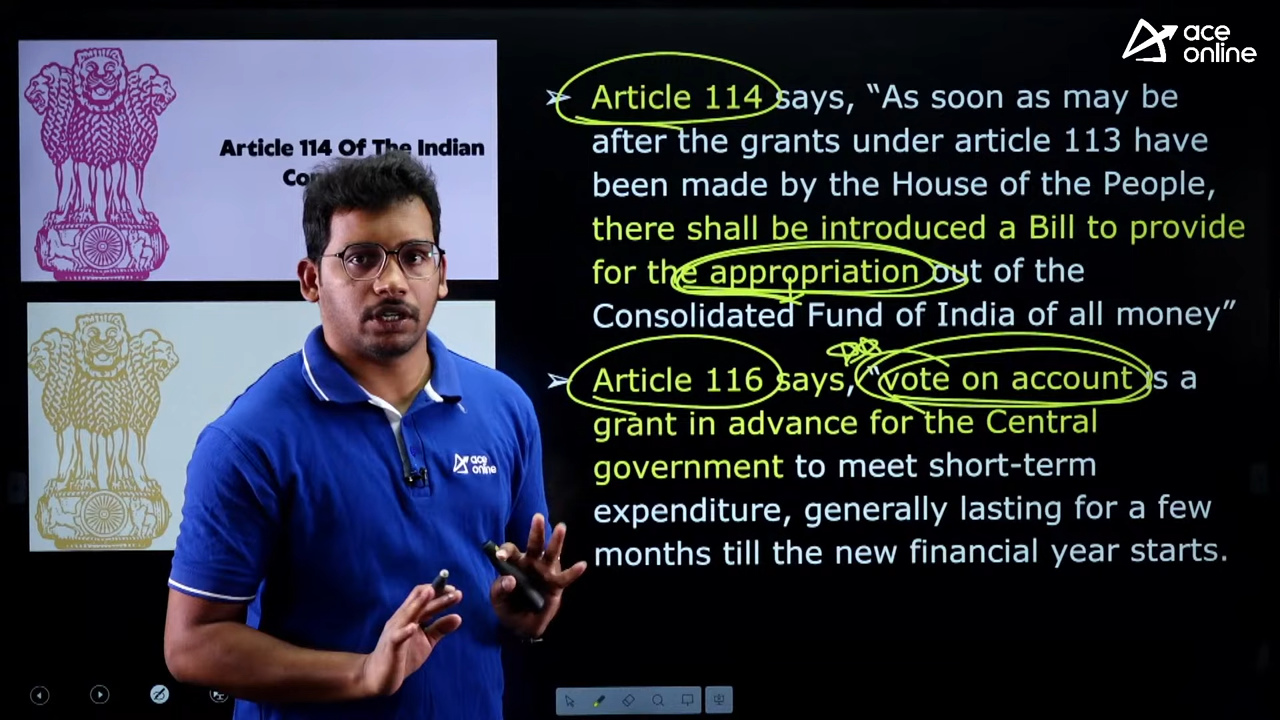 ace
online
Article 114 Of The Indian
Article 114 says, “As soon as may be
after the grants under article 113 have
been made by the House of the People,
there shall be introduced a Bill to provide
for the appropriation out of the
Consolidated Fund of India of all money”
Article 116 says, “vote on account is a
grant in advance for the Central
government to meet short-term
expenditure, generally lasting for a few
months till the new financial year starts.
ace
online